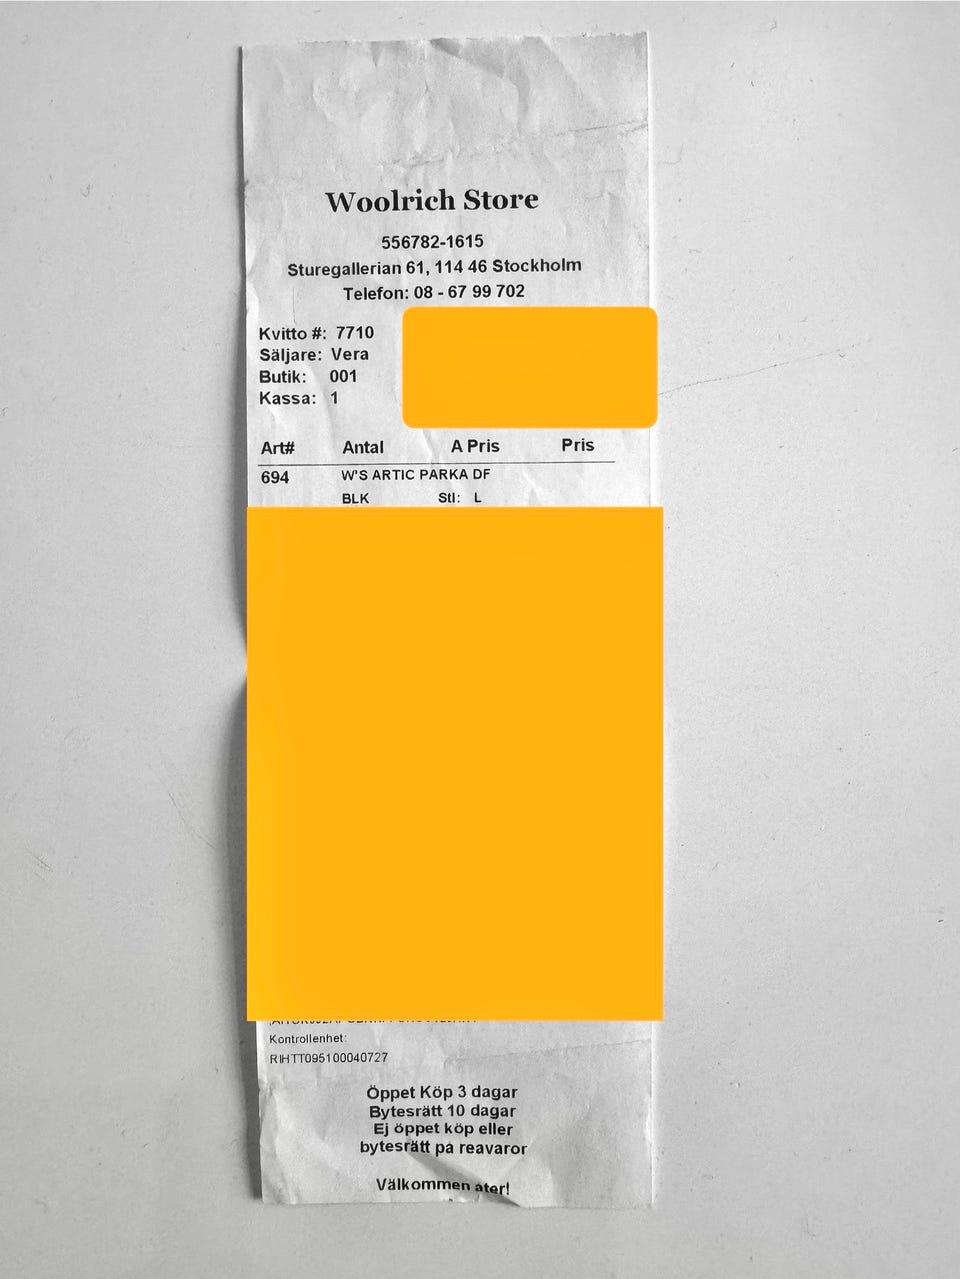 Woolrich Store
556782-1615
Sturegallerian 61, 114 46 Stockholm
Telefon: 08 - 67 99 702
Kvitto #: 7710
Säljare: Vera
Butik: 001
Kassa: 1
Art# Antal A Pris Pris
694 W'S ARTIC PARKA DF
BLK Stl: L
Kontrollenhet:
RIHTT095100040727
Öppet Köp 3 dagar
Bytesrätt 10 dagar
Ej öppet köp eller
bytesrätt på reavaror
Välkommen åter!